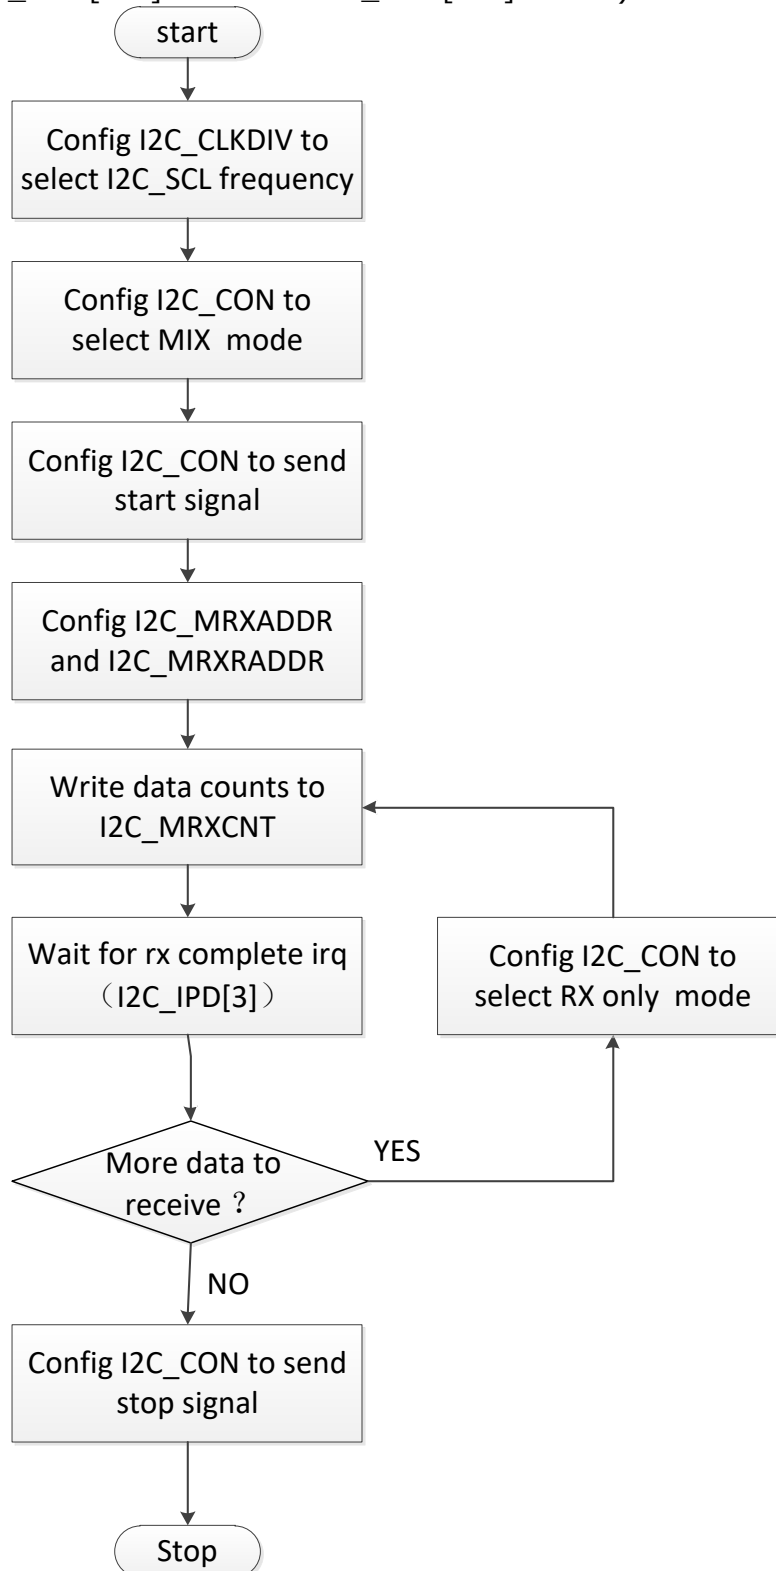 start
Config I2C_CLKDIV to
select I2C_SCL frequency
Config I2C_CON to
select MIX  mode
Config I2C_CON to send
start signal
Config I2C_MRXADDR
and I2C_MRXRADDR
Write data counts to
I2C_MRXCNT
Wait for rx complete irq
（I2C_IPD[3]）
Config I2C_CON to
select RX only  mode
More data to
receive ？
YES
NO
Config I2C_CON to send
stop signal
Stop